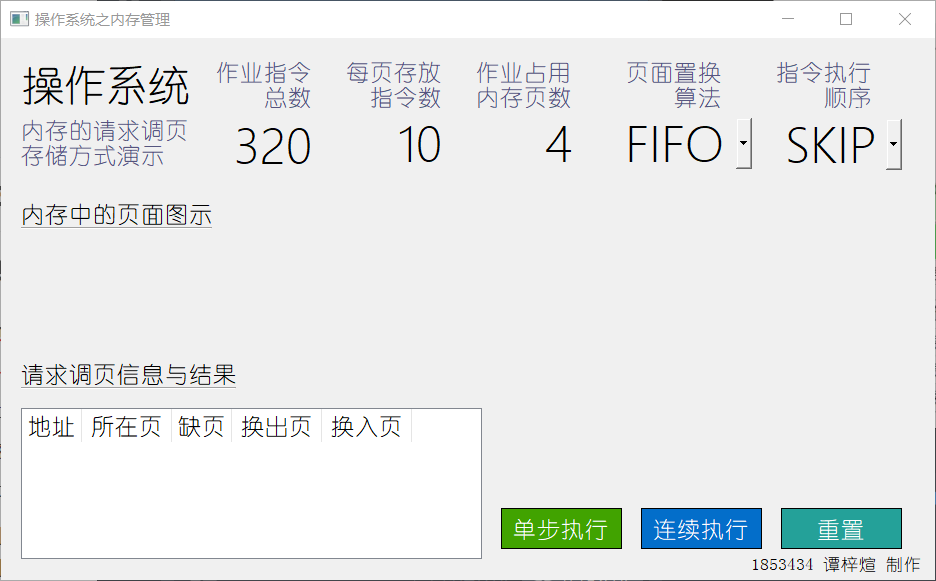 操作系统之内存管理
操作系统
内存的请求调页
存储方式演示
作业指令
总数
320
每页存放
指令数
10
作业占用
内存页数
4
页面置换
算法
FIFO
指令执行
顺序
SKIP
内存中的页面图示
请求调页信息与结果
地址 所在页 缺页 换出页 换入页
单步执行 连续执行 重置
1853434 谭梓煊 制作